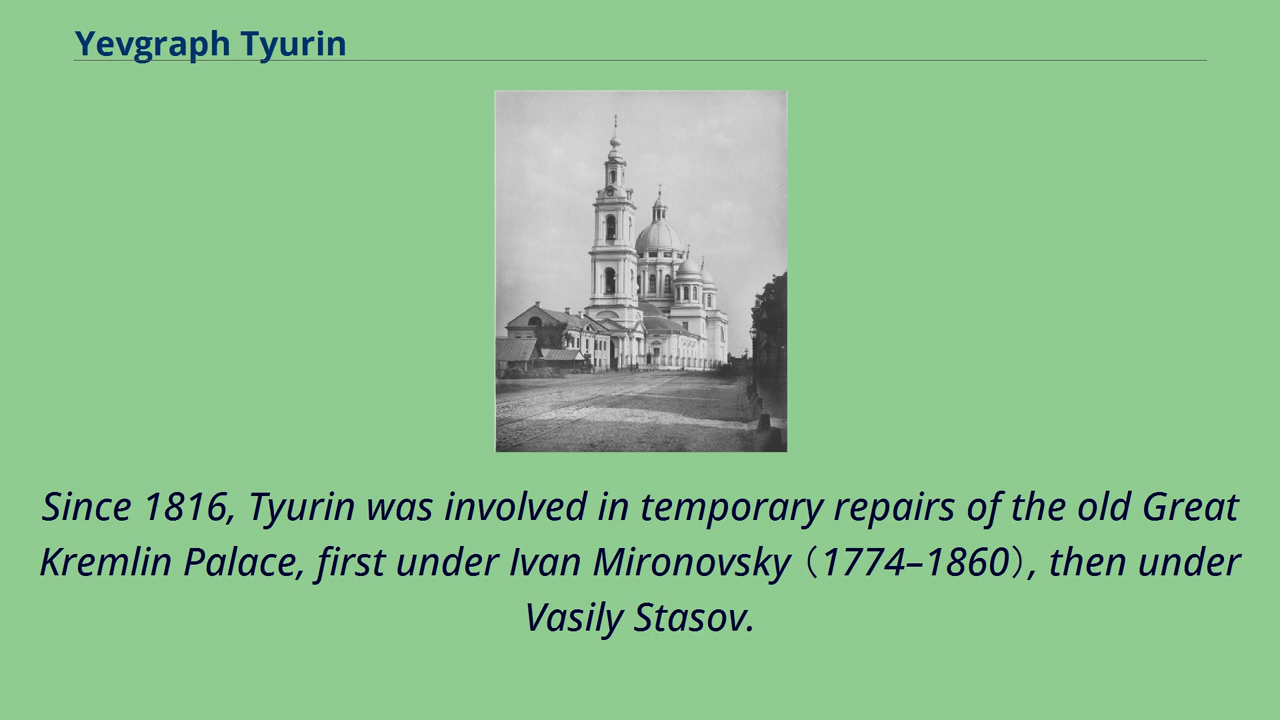 Yevgraph Tyurin
Since 1816, Tyurin was involved in temporary repairs of the old Great
Kremlin Palace, first under Ivan Mironovsky（1774–1860）, then under
Vasily Stasov.